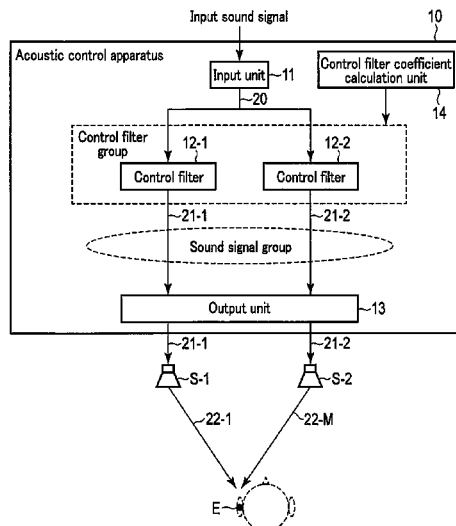 Input sound signal
10
Acoustic control apparatus
Input unit
11
Control filter coefficient
calculation unit
14
20
Control filter
group
12-1
12-2
Control filter
Control filter
21-1
21-2
Sound signal group
Output unit
13
21-1
21-2
S-1
S-2
22-1
22-M
E